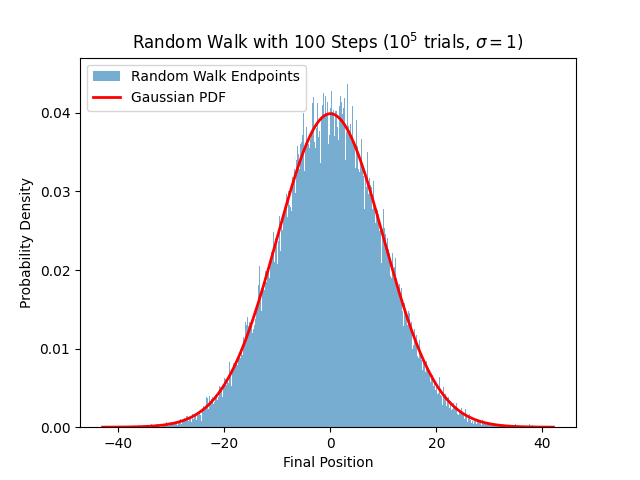 Random Walk with 100 Steps (10⁵ trials, σ = 1)
Random Walk Endpoints
Gaussian PDF
Probability Density
0.04
0.03
0.02
0.01
0.00
−40 −20 0 20 40
Final Position